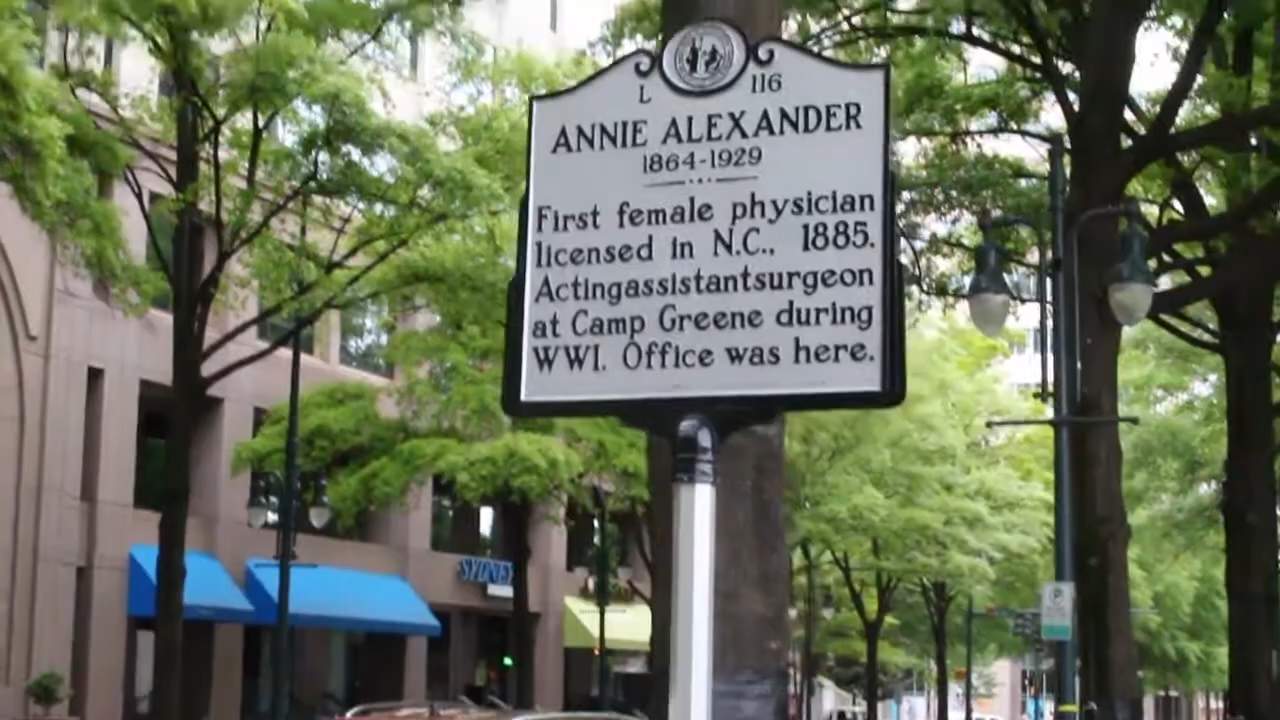 L 116
ANNIE ALEXANDER
1864-1929
First female physician
licensed in N.C., 1885.
Actingassistantsurgeon
at Camp Greene during
WWI. Office was here.
SYDNEY